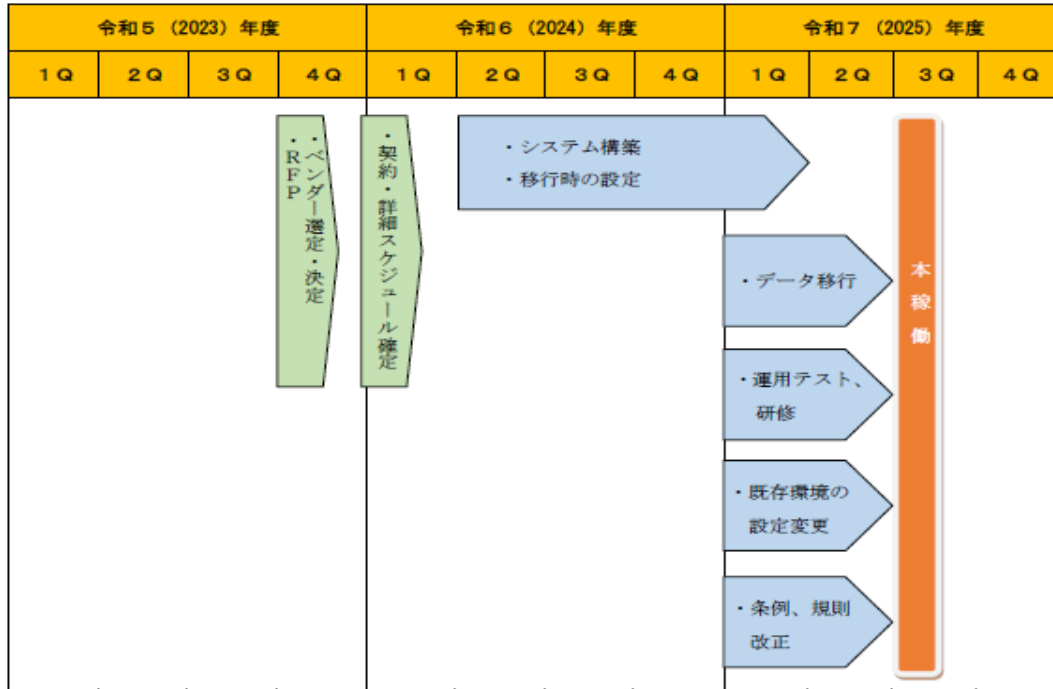 令和５（2023）年度
令和６（2024）年度
令和７（2025）年度
１Ｑ
２Ｑ
３Ｑ
４Ｑ
１Ｑ
２Ｑ
３Ｑ
４Ｑ
１Ｑ
２Ｑ
３Ｑ
４Ｑ
・ベンダー選定・決定
・ＲＦＰ
・契約・詳細スケジュール確定
・システム構築
・移行時の設定
・データ移行
・運用テスト、
研修
・既存環境の
設定変更
・条例、規則
改正
本稼働